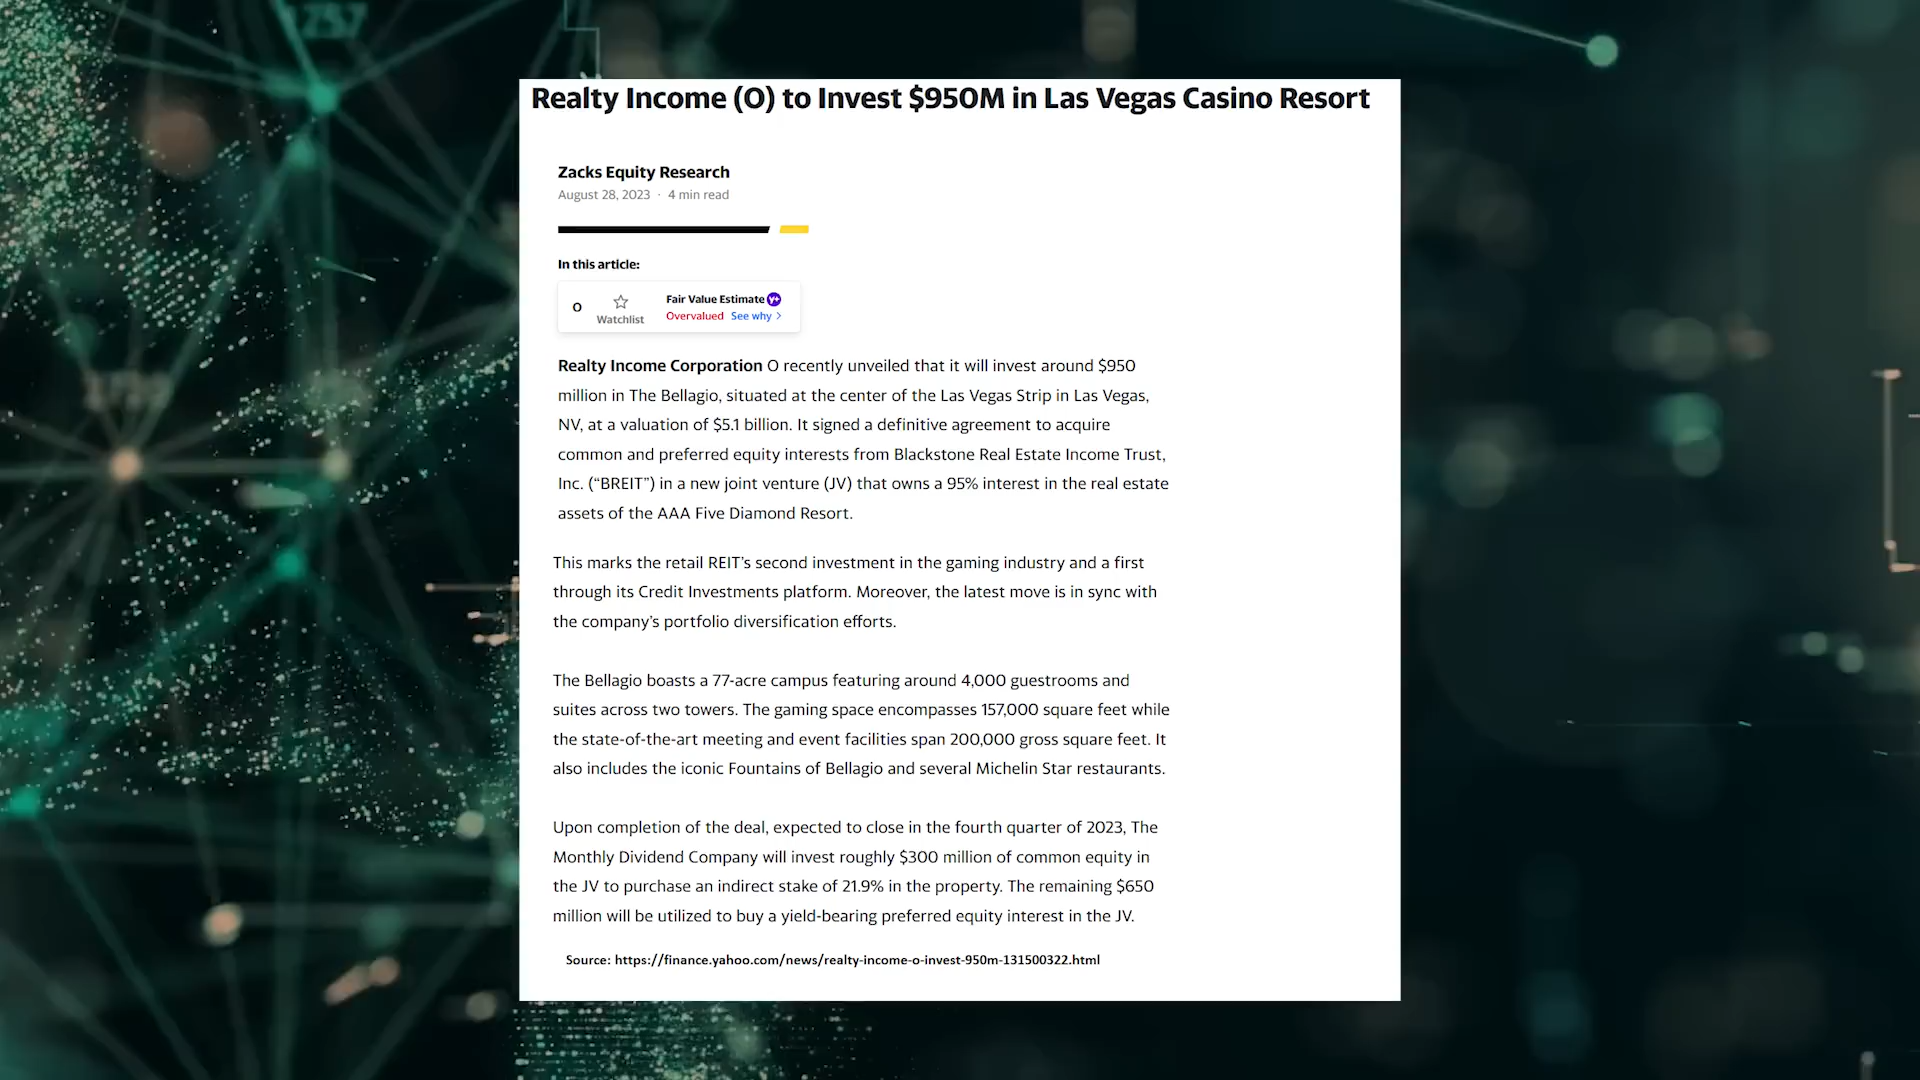 Realty Income (O) to Invest $950M in Las Vegas Casino Resort
Zacks Equity Research
August 28, 2023 · 4 min read
In this article:
O
Watchlist
Fair Value Estimate Y+
Overvalued See why >
Realty Income Corporation O recently unveiled that it will invest around $950
million in The Bellagio, situated at the center of the Las Vegas Strip in Las Vegas,
NV, at a valuation of $5.1 billion. It signed a definitive agreement to acquire
common and preferred equity interests from Blackstone Real Estate Income Trust,
Inc. (“BREIT”) in a new joint venture (JV) that owns a 95% interest in the real estate
assets of the AAA Five Diamond Resort.
This marks the retail REIT’s second investment in the gaming industry and a first
through its Credit Investments platform. Moreover, the latest move is in sync with
the company’s portfolio diversification efforts.
The Bellagio boasts a 77-acre campus featuring around 4,000 guestrooms and
suites across two towers. The gaming space encompasses 157,000 square feet while
the state-of-the-art meeting and event facilities span 200,000 gross square feet. It
also includes the iconic Fountains of Bellagio and several Michelin Star restaurants.
Upon completion of the deal, expected to close in the fourth quarter of 2023, The
Monthly Dividend Company will invest roughly $300 million of common equity in
the JV to purchase an indirect stake of 21.9% in the property. The remaining $650
million will be utilized to buy a yield-bearing preferred equity interest in the JV.
Source: https://finance.yahoo.com/news/realty-income-o-invest-950m-131500322.html